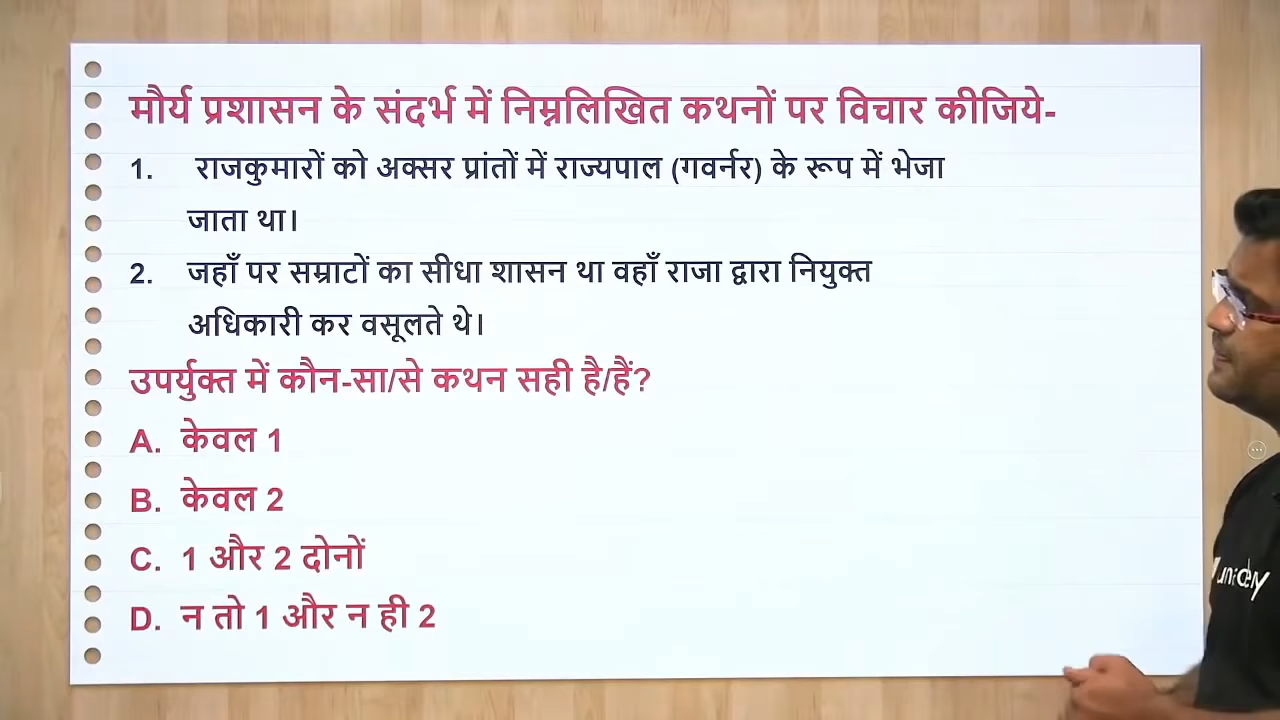 मौर्य प्रशासन के संदर्भ में निम्नलिखित कथनों पर विचार कीजिये-
1. राजकुमारों को अक्सर प्रांतों में राज्यपाल (गवर्नर) के रूप में भेजा
जाता था।
2. जहाँ पर सम्राटों का सीधा शासन था वहाँ राजा द्वारा नियुक्त
अधिकारी कर वसूलते थे।
उपर्युक्त में कौन-सा/से कथन सही है/हैं?
A. केवल 1
B. केवल 2
C. 1 और 2 दोनों
D. न तो 1 और न ही 2